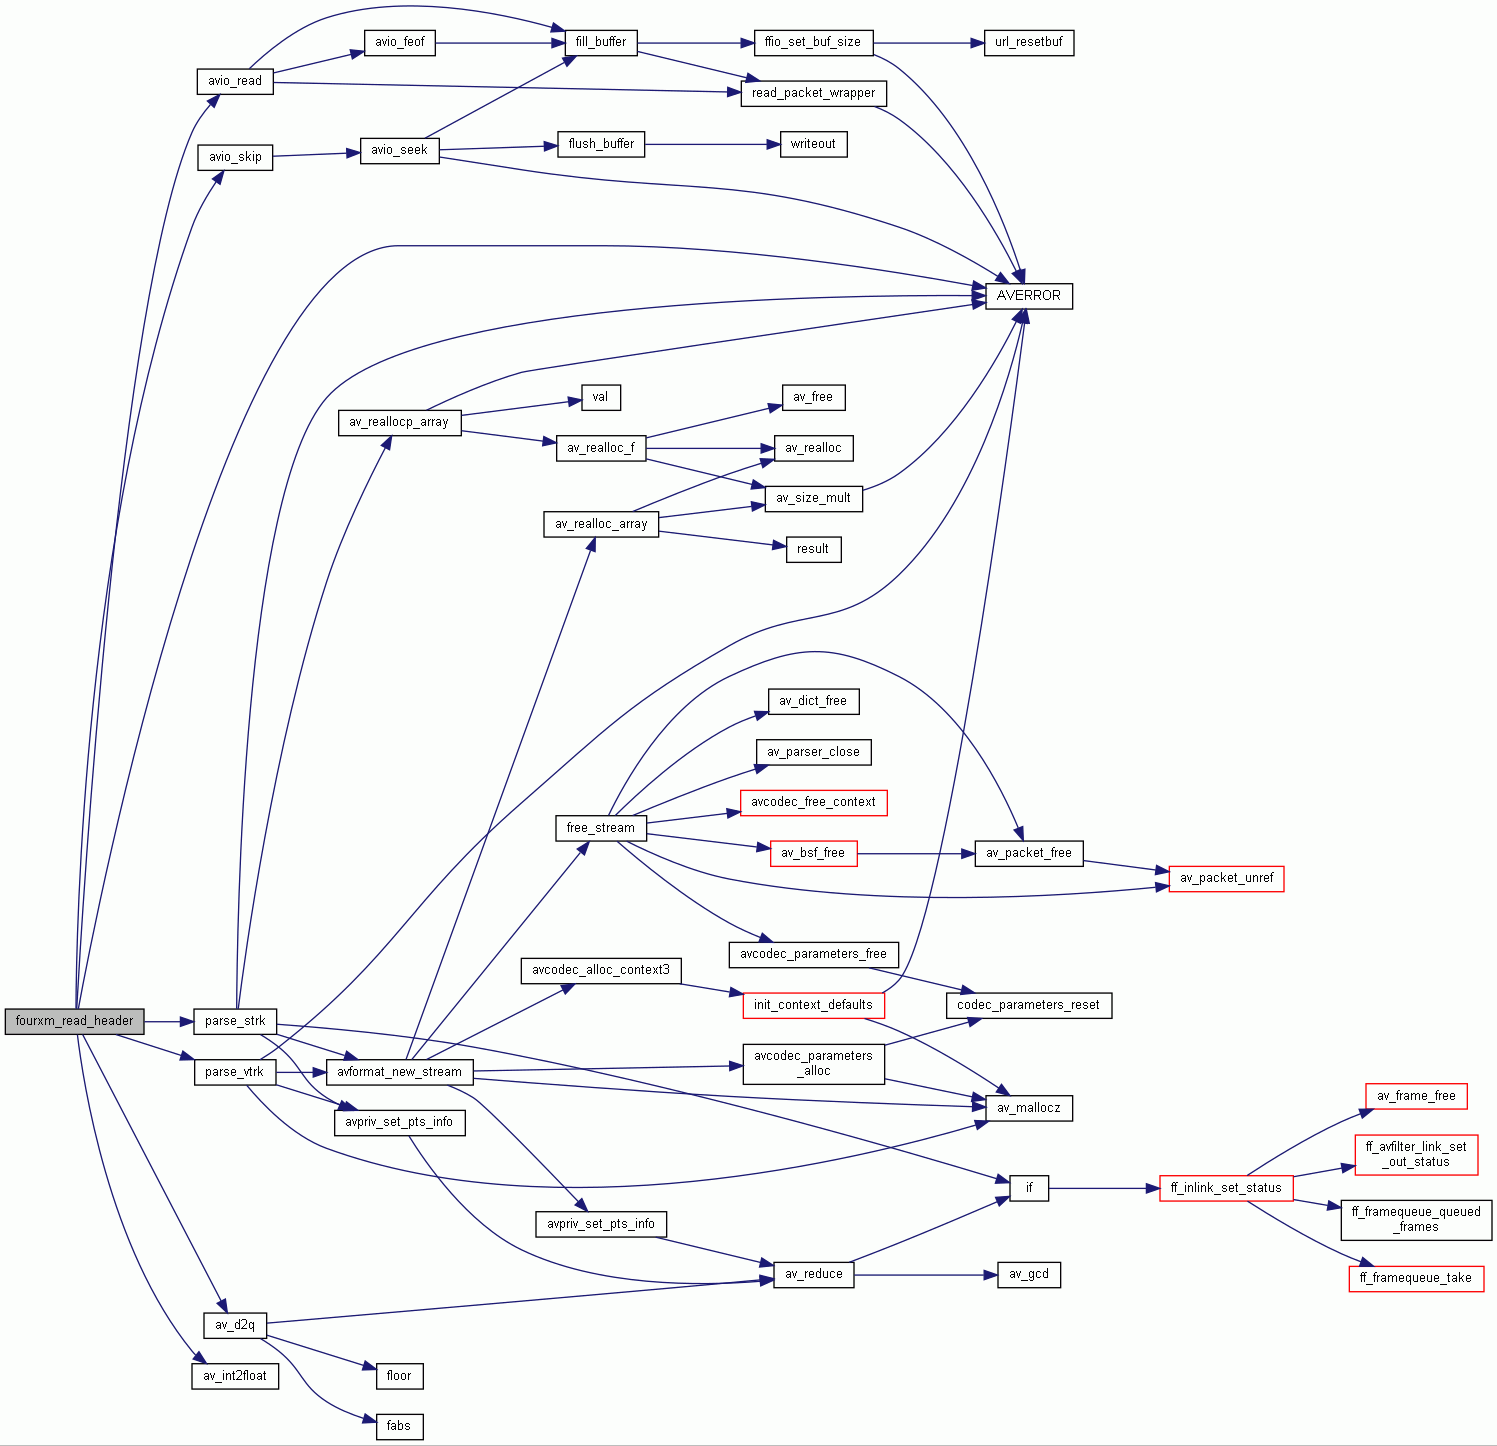 avio_feof
fill_buffer
ffio_set_buf_size
url_resetbuf
avio_read
read_packet_wrapper
avio_skip
avio_seek
flush_buffer
writeout
AVERROR
av_reallocp_array
val
av_free
av_realloc_f
av_realloc
av_size_mult
av_realloc_array
result
av_dict_free
av_parser_close
avcodec_free_context
free_stream
av_bsf_free
av_packet_free
av_packet_unref
avcodec_parameters_free
avcodec_alloc_context3
init_context_defaults
codec_parameters_reset
fourxm_read_header
parse_strk
parse_vtrk
avformat_new_stream
avcodec_parameters
_alloc
av_mallocz
avpriv_set_pts_info
av_frame_free
ff_avfilter_link_set
_out_status
if
ff_inlink_set_status
ff_framequeue_queued
_frames
avpriv_set_pts_info
av_reduce
av_gcd
ff_framequeue_take
av_d2q
av_int2float
floor
fabs